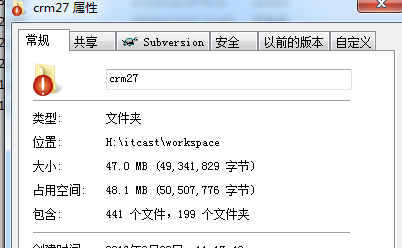 crm27 属性
常规 共享 Subversion 安全 以前的版本 自定义
crm27
类型: 文件夹
位置: H:\itcast\workspace
大小: 47.0 MB (49,341,829 字节)
占用空间: 48.1 MB (50,507,776 字节)
包含: 441 个文件，199 个文件夹